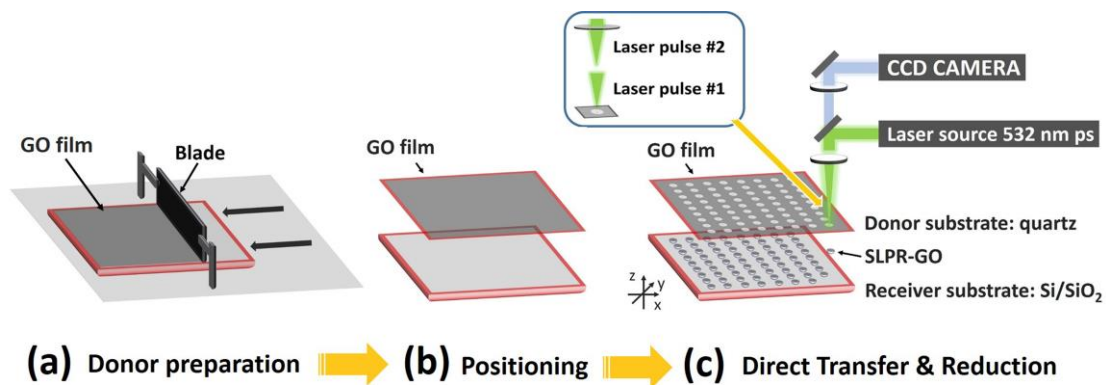 Laser pulse #2
Laser pulse #1
CCD CAMERA
Laser source 532 nm ps
GO film
Blade
GO film
GO film
Donor substrate: quartz
SLPR-GO
Receiver substrate: Si/SiO₂
z
y
x
(a) Donor preparation
(b) Positioning
(c) Direct Transfer & Reduction